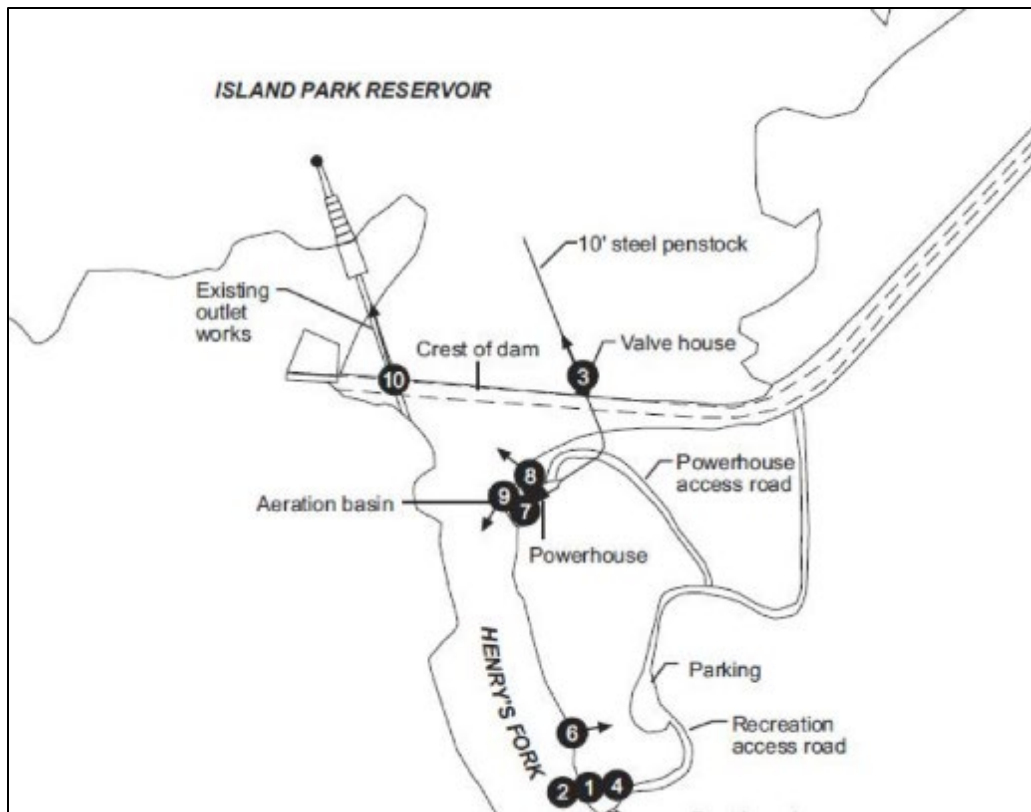 ISLAND PARK RESERVOIR
10' steel penstock
Existing
outlet
works
Crest of dam
3
Valve house
10
8
Powerhouse
access road
9
Aeration basin
7
Powerhouse
HENRY'S FORK
Parking
6
Recreation
access road
2
1
4